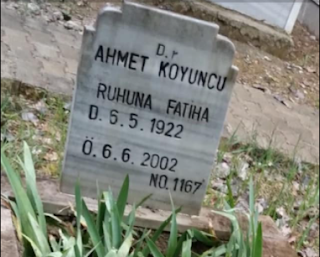 D.r
AHMET KOYUNCU
RUHUNA FATİHA
D. 5.5.1922
Ö. 6.6.2002
NO. 1167